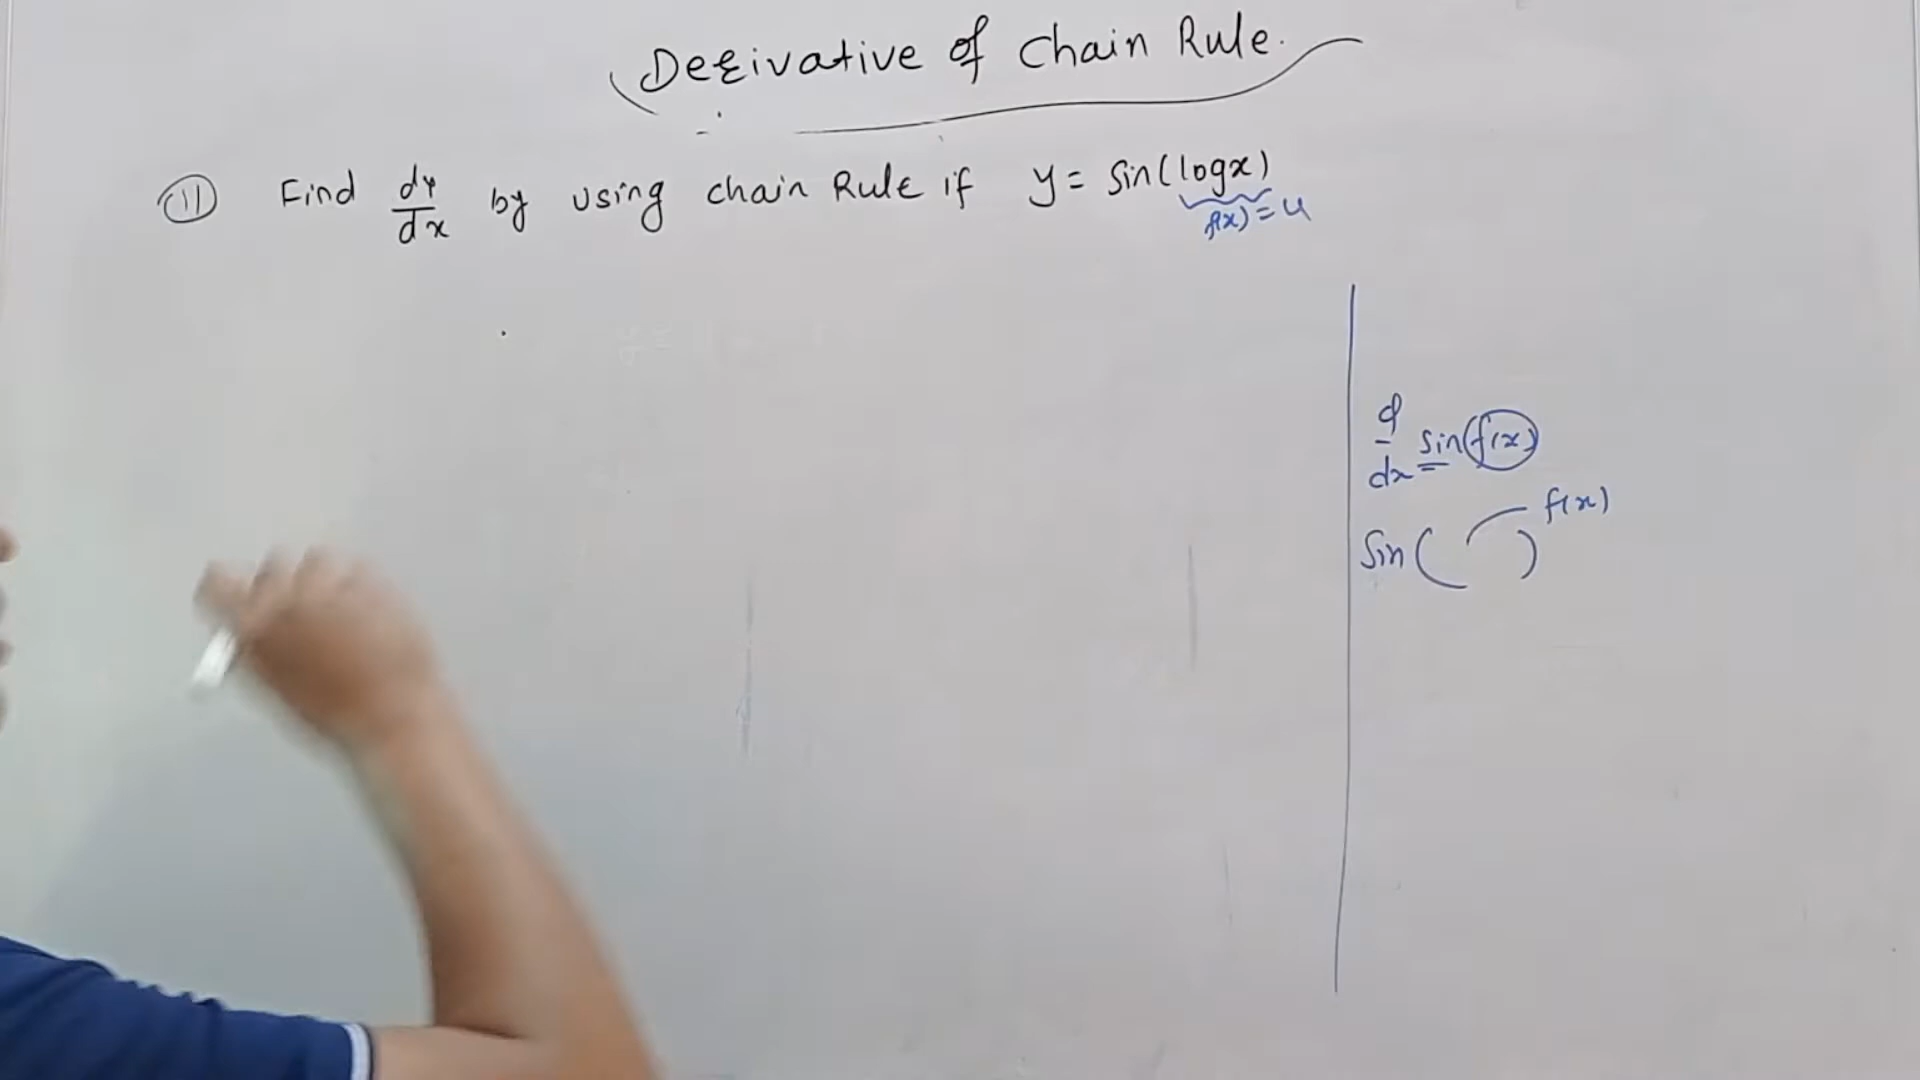 Derivative of Chain Rule.
11 Find dy/dx by using chain Rule if y = Sin(logx)
f(x) = u
d/dx sin(f(x))
f(x)
Sin( )